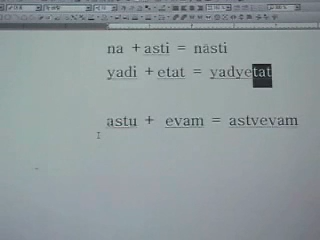 na + asti = nāsti
yadi + etat = yadyetat
astu + evam = astvevam